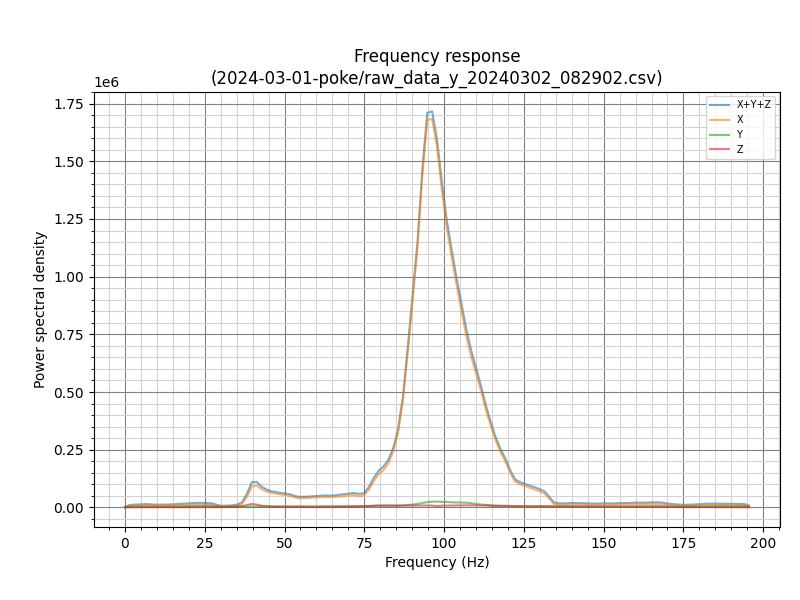 Frequency response
(2024-03-01-poke/raw_data_y_20240302_082902.csv)
1e6
X+Y+Z
X
Y
Z
1.75
1.50
1.25
1.00
0.75
0.50
0.25
0.00
Power spectral density
0 25 50 75 100 125 150 175 200
Frequency (Hz)